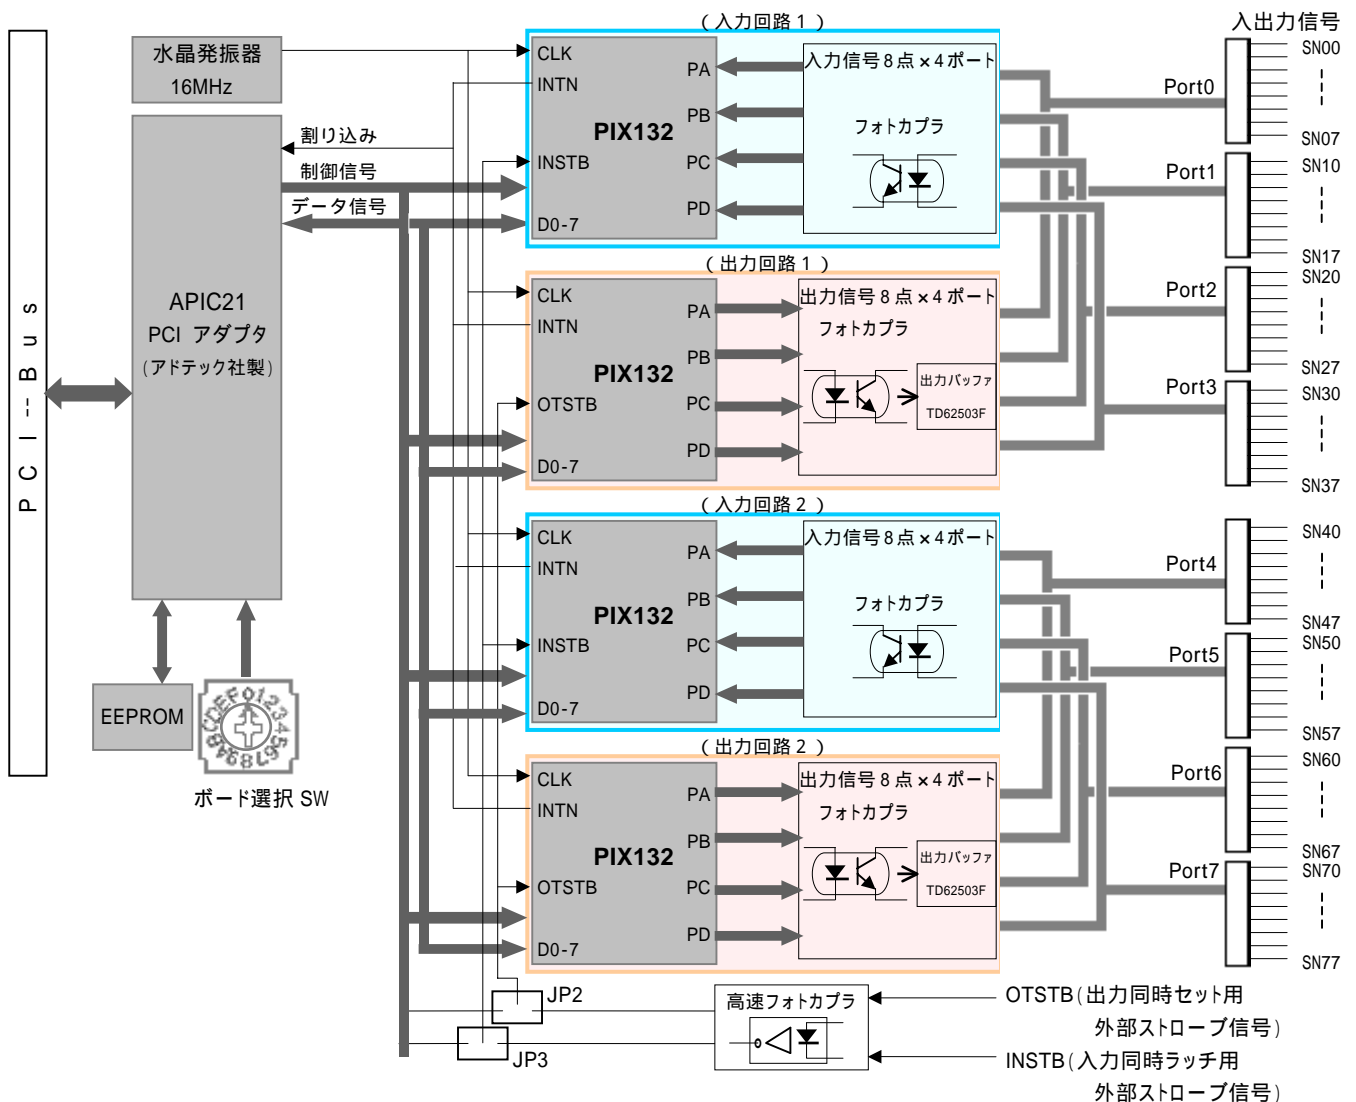 PCI--Bus
水晶発振器
16MHz
APIC21
PCI アダプタ
(アドテック社製)
EEPROM
CDEF0123456789AB
ボード選択 SW
割り込み
制御信号
データ信号
(入力回路1)
CLK
INTN
INSTB
D0-7
PIX132
PA
PB
PC
PD
入力信号8点×4ポート
フォトカプラ
(出力回路1)
CLK
INTN
OTSTB
D0-7
PIX132
PA
PB
PC
PD
出力信号8点×4ポート
フォトカプラ
出力バッファ
TD62503F
(入力回路2)
CLK
INTN
INSTB
D0-7
PIX132
PA
PB
PC
PD
入力信号8点×4ポート
フォトカプラ
(出力回路2)
CLK
INTN
OTSTB
D0-7
PIX132
PA
PB
PC
PD
出力信号8点×4ポート
フォトカプラ
出力バッファ
TD62503F
JP2
JP3
高速フォトカプラ
OTSTB(出力同時セット用
外部ストローブ信号)
INSTB(入力同時ラッチ用
外部ストローブ信号)
入出力信号
Port0
SN00
SN07
Port1
SN10
SN17
Port2
SN20
SN27
Port3
SN30
SN37
Port4
SN40
SN47
Port5
SN50
SN57
Port6
SN60
SN67
Port7
SN70
SN77